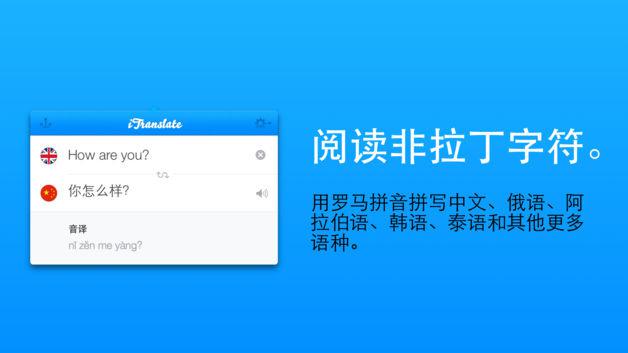 iTranslate
How are you?
你怎么样?
音译
nǐ zěn me yàng?
阅读非拉丁字符。
用罗马拼音拼写中文、俄语、阿
拉伯语、韩语、泰语和其他更多
语种。